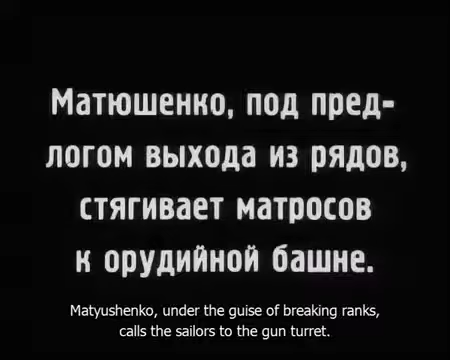 Матюшенко, под пред-
логом выхода из рядов,
стягивает матросов
к орудийной башне.
Matyushenko, under the guise of breaking ranks,
calls the sailors to the gun turret.